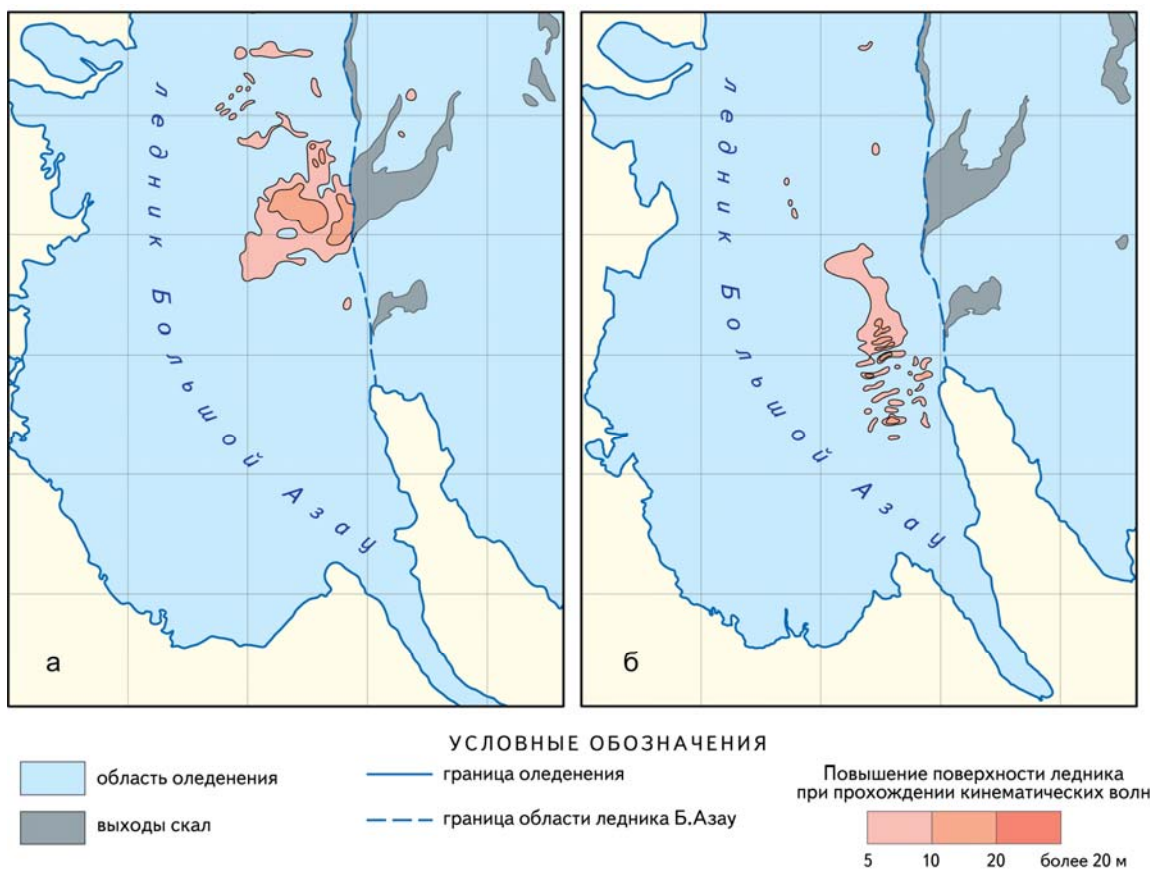 ледник Большой Азау
ледник Большой Азау
а
б
УСЛОВНЫЕ ОБОЗНАЧЕНИЯ
область оледенения
выходы скал
граница оледенения
граница области ледника Б.Азау
Повышение поверхности ледника
при прохождении кинематических волн
5 10 20 более 20 м